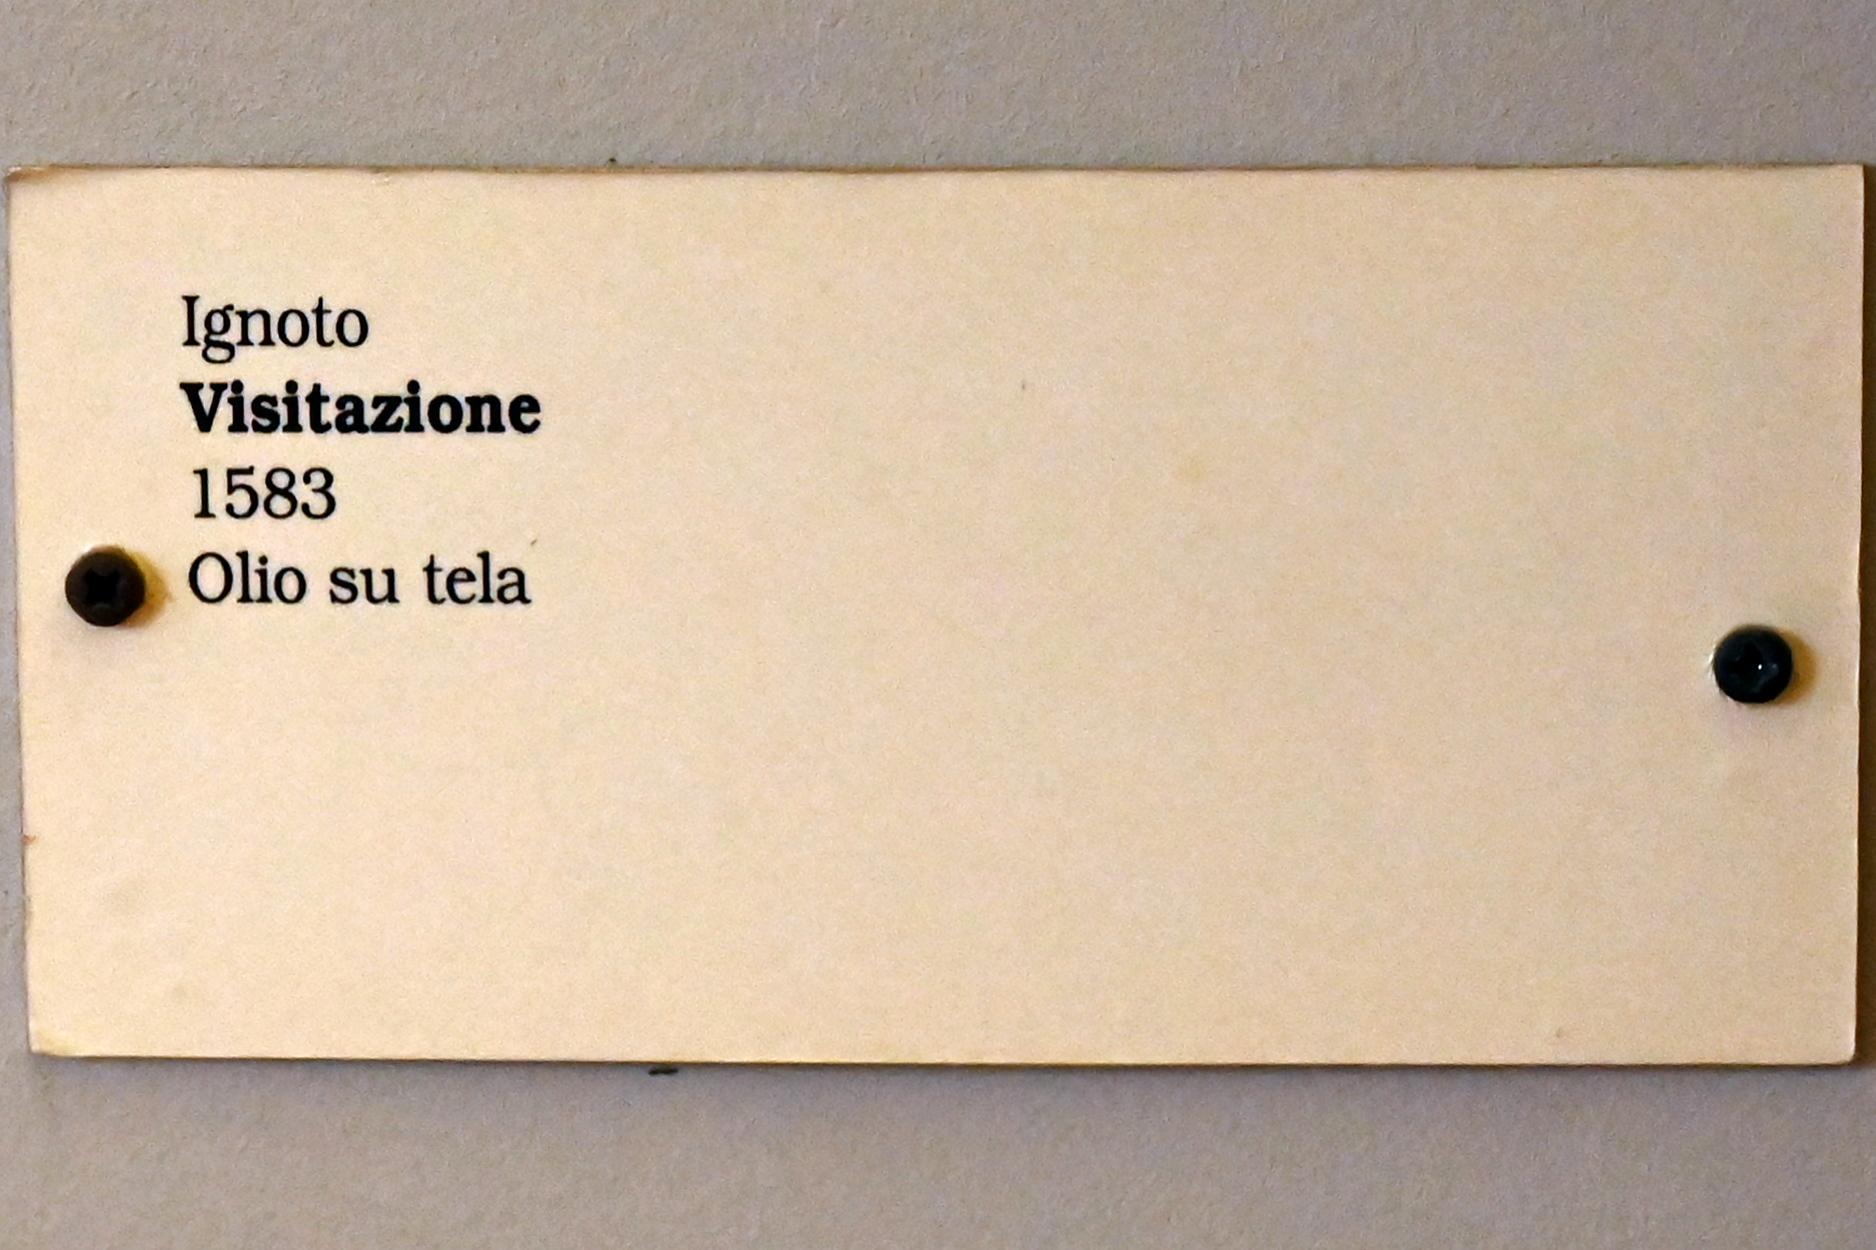 Ignoto
Visitazione
1583
Olio su tela